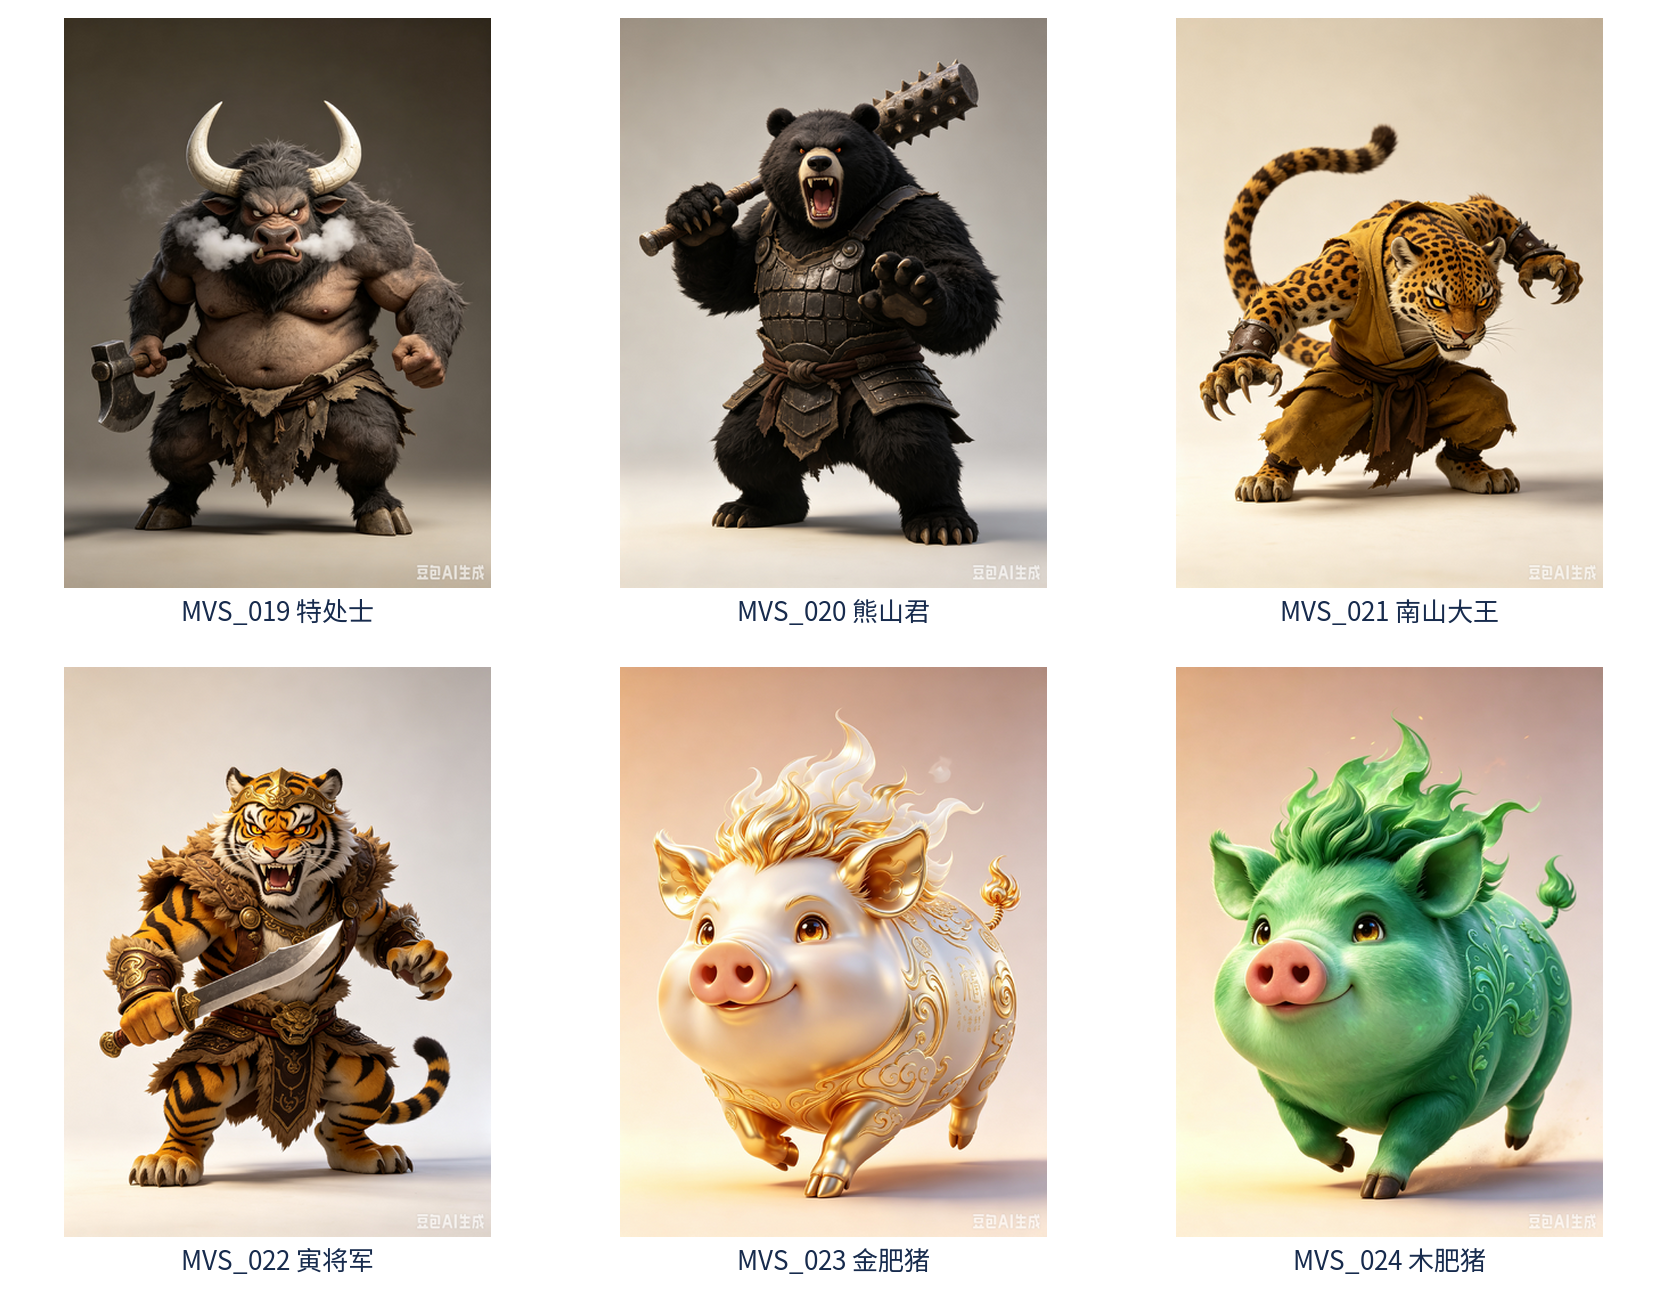 豆包AI生成
豆包AI生成
豆包AI生成
MVS_019 特处士
MVS_020 熊山君
MVS_021 南山大王
豆包AI生成
豆包AI生成
豆包AI生成
MVS_022 寅将军
MVS_023 金肥猪
MVS_024 木肥猪